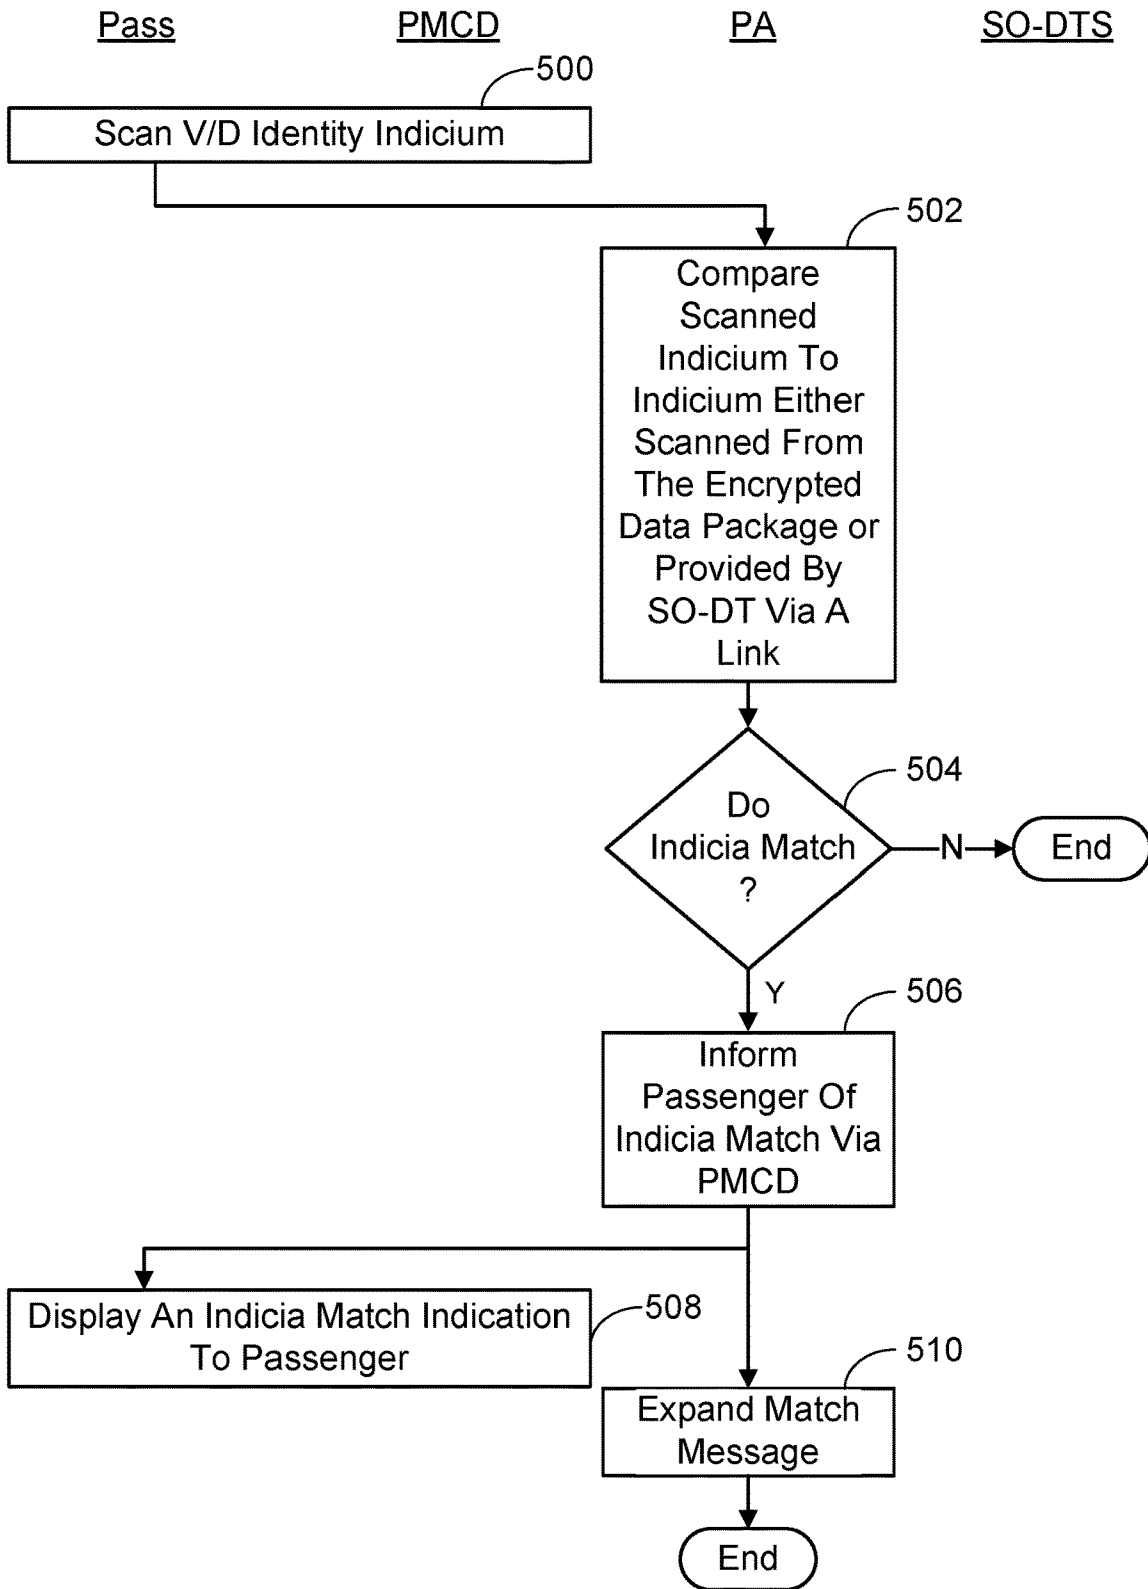 Pass PMCD PA SO-DTS
500
Scan V/D Identity Indicium
502
Compare
Scanned
Indicium To
Indicium Either
Scanned From
The Encrypted
Data Package or
Provided By
SO-DT Via A
Link
504
Do
Indicia Match
?
N
End
Y
506
Inform
Passenger Of
Indicia Match Via
PMCD
Display An Indicia Match Indication
To Passenger
508
510
Expand Match
Message
End